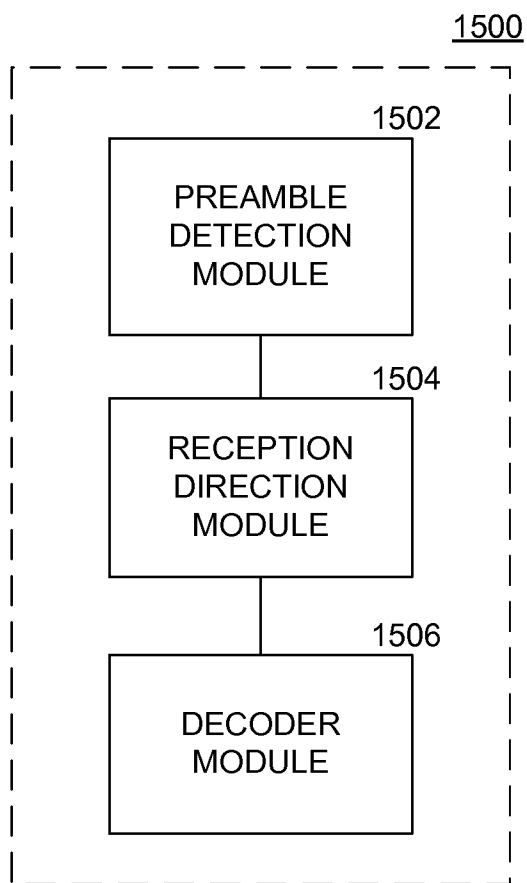 1500
1502
PREAMBLE
DETECTION
MODULE
1504
RECEPTION
DIRECTION
MODULE
1506
DECODER
MODULE